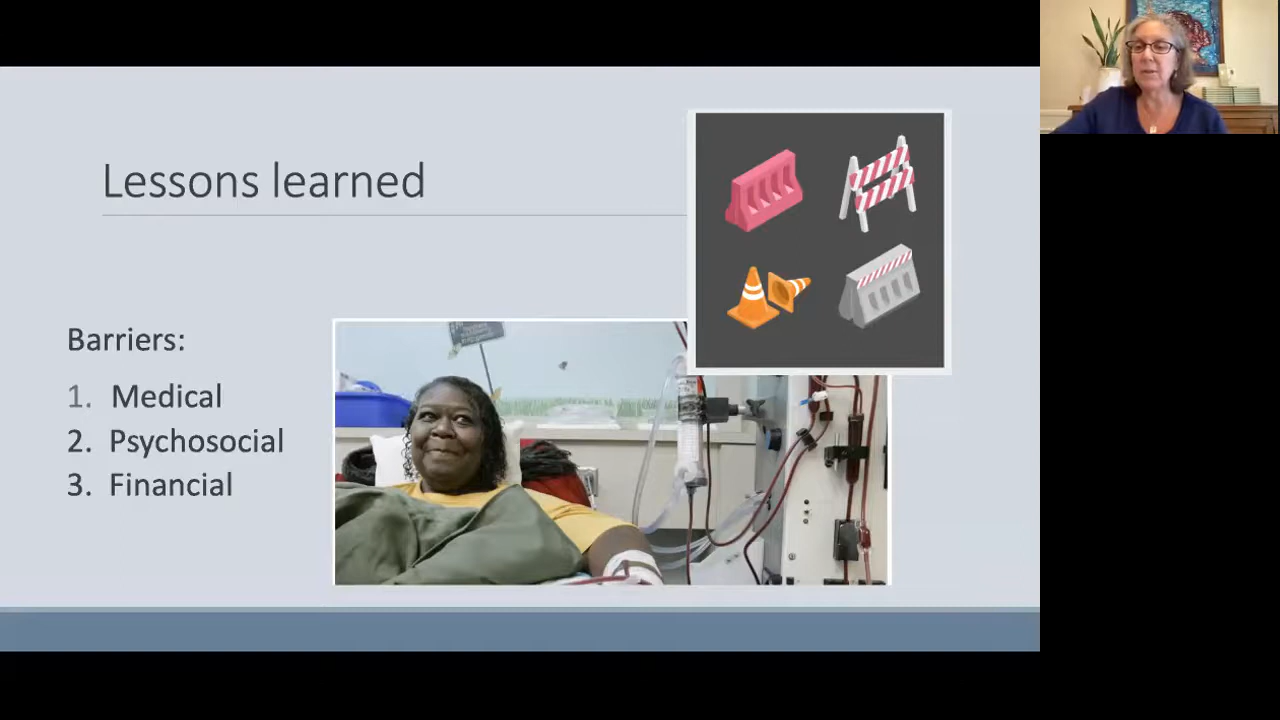 Lessons learned
Barriers:
1. Medical
2. Psychosocial
3. Financial